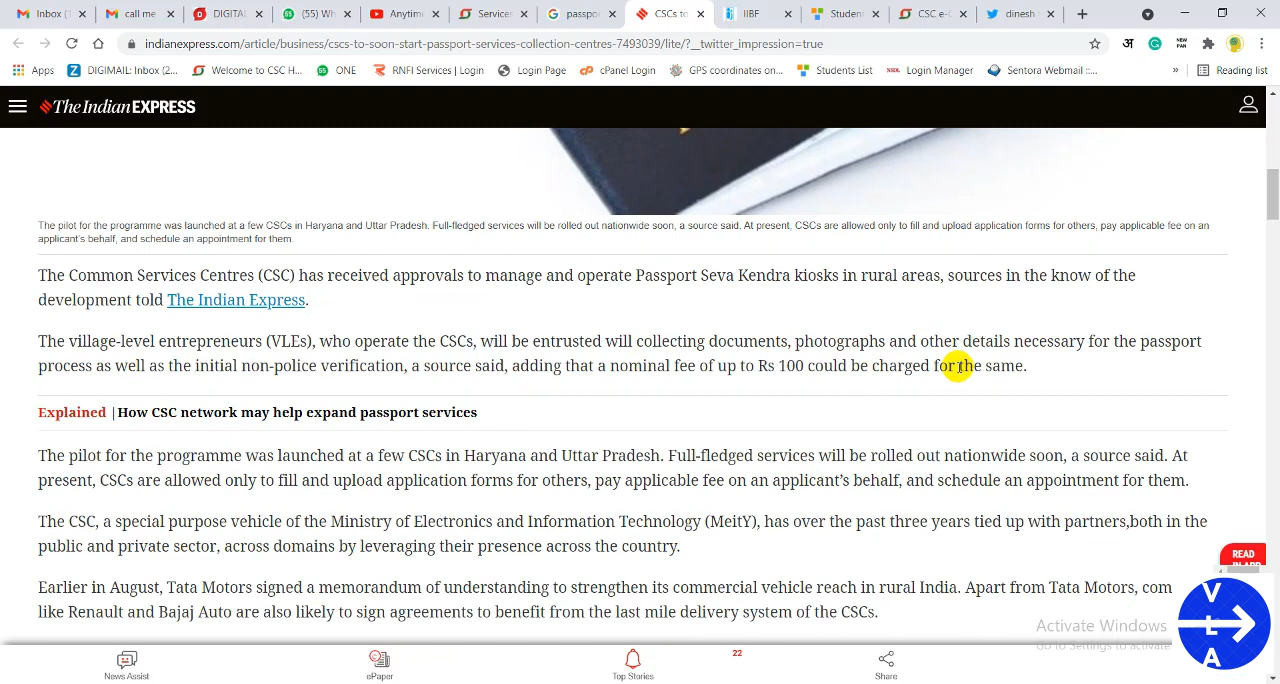 Inbox (1
call me
DIGITAL
(55) Wh
Anytim
Services
passpor
CSCs to
IIBF
Studen
CSC e-G
dinesh
indianexpress.com/article/business/cscs-to-soon-start-passport-services-collection-centres-7493039/lite/?__twitter_impression=true
Apps
DIGIMAIL: Inbox (2...
Welcome to CSC H...
ONE
RNFI Services | Login
Login Page
cPanel Login
GPS coordinates on...
Students List
Login Manager
Sentora Webmail ::...
»
Reading list
The Indian EXPRESS
The pilot for the programme was launched at a few CSCs in Haryana and Uttar Pradesh. Full-fledged services will be rolled out nationwide soon, a source said. At present, CSCs are allowed only to fill and upload application forms for others, pay applicable fee on an
applicant's behalf, and schedule an appointment for them.
The Common Services Centres (CSC) has received approvals to manage and operate Passport Seva Kendra kiosks in rural areas, sources in the know of the
development told The Indian Express.
The village-level entrepreneurs (VLEs), who operate the CSCs, will be entrusted will collecting documents, photographs and other details necessary for the passport
process as well as the initial non-police verification, a source said, adding that a nominal fee of up to Rs 100 could be charged for the same.
Explained | How CSC network may help expand passport services
The pilot for the programme was launched at a few CSCs in Haryana and Uttar Pradesh. Full-fledged services will be rolled out nationwide soon, a source said. At
present, CSCs are allowed only to fill and upload application forms for others, pay applicable fee on an applicant's behalf, and schedule an appointment for them.
The CSC, a special purpose vehicle of the Ministry of Electronics and Information Technology (MeitY), has over the past three years tied up with partners,both in the
public and private sector, across domains by leveraging their presence across the country.
READ
IN APP
Earlier in August, Tata Motors signed a memorandum of understanding to strengthen its commercial vehicle reach in rural India. Apart from Tata Motors, com
like Renault and Bajaj Auto are also likely to sign agreements to benefit from the last mile delivery system of the CSCs.
V
L
A
Activate Windows
Go to Settings to activate
22
News Assist
ePaper
Top Stories
Share